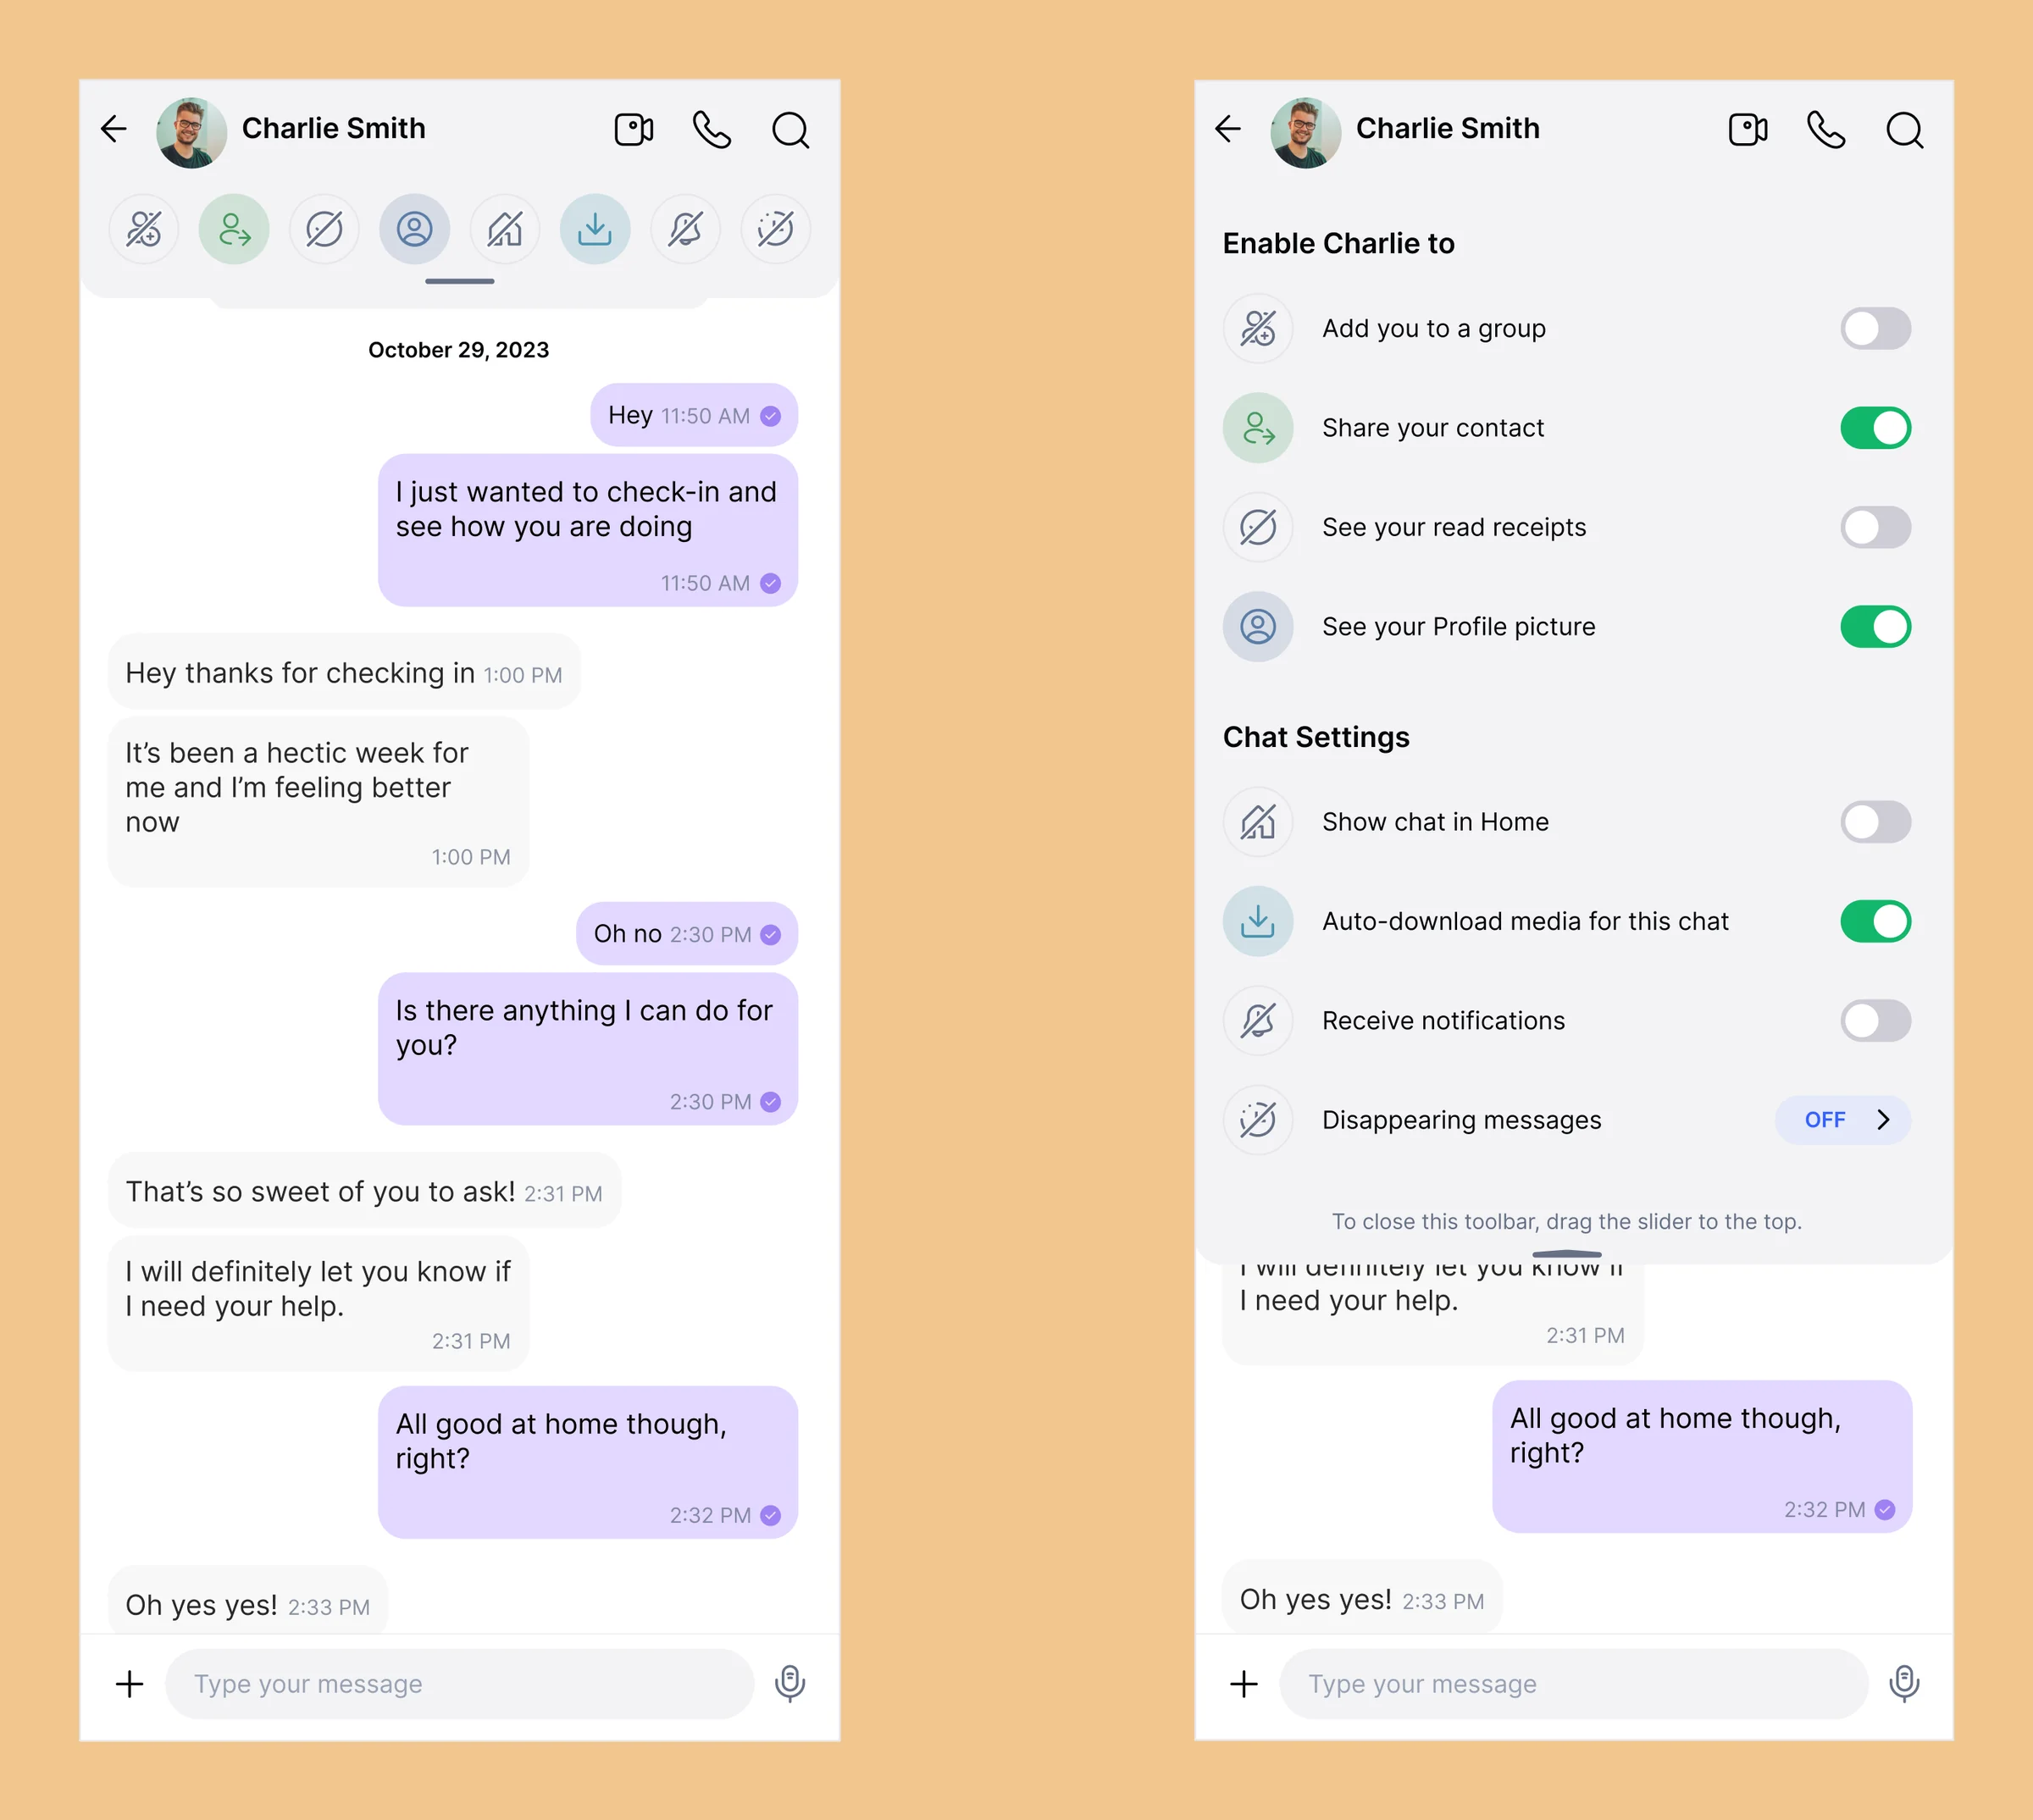 Charlie Smith
October 29, 2023
Hey 11:50 AM
I just wanted to check-in and
see how you are doing
11:50 AM
Hey thanks for checking in 1:00 PM
It’s been a hectic week for
me and I’m feeling better
now
1:00 PM
Oh no 2:30 PM
Is there anything I can do for
you?
2:30 PM
That’s so sweet of you to ask! 2:31 PM
I will definitely let you know if
I need your help.
2:31 PM
All good at home though,
right?
2:32 PM
Oh yes yes! 2:33 PM
Type your message
Charlie Smith
Enable Charlie to
Add you to a group
Share your contact
See your read receipts
See your Profile picture
Chat Settings
Show chat in Home
Auto-download media for this chat
Receive notifications
Disappearing messages OFF
To close this toolbar, drag the slider to the top.
I will definitely let you know if
I need your help.
2:31 PM
All good at home though,
right?
2:32 PM
Oh yes yes! 2:33 PM
Type your message